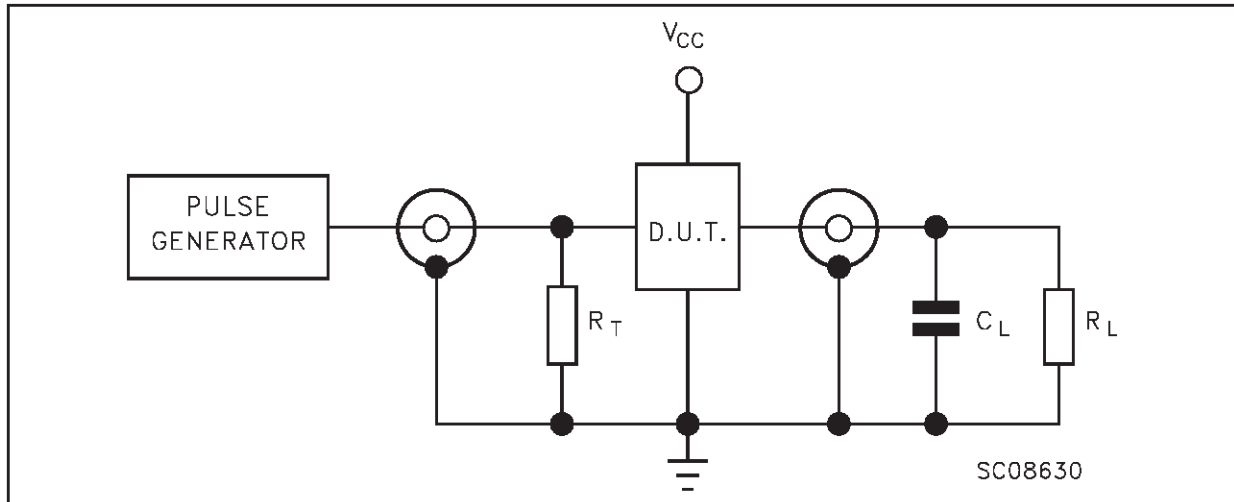 VCC
PULSE
GENERATOR
D.U.T.
RT
CL
RL
SC08630